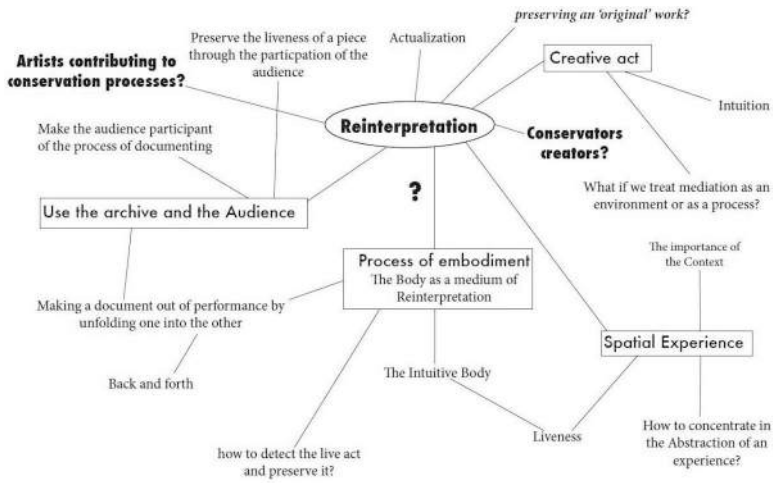 preserving an 'original' work?
Preserve the liveness of a piece
through the particpation of the
audience
Actualization
Artists contributing to
conservation processes?
Creative act
Intuition
Reinterpretation
Conservators
creators?
Make the audience participant
of the process of documenting
?
What if we treat mediation as an
environment or as a process?
Use the archive and the Audience
Process of embodiment
The Body as a medium of
Reinterpretation
The importance of
the Context
Making a document out of performance by
unfolding one into the other
Spatial Experience
Back and forth
The Intuitive Body
Liveness
How to concentrate in
the Abstraction of an
experience?
how to detect the live act
and preserve it?